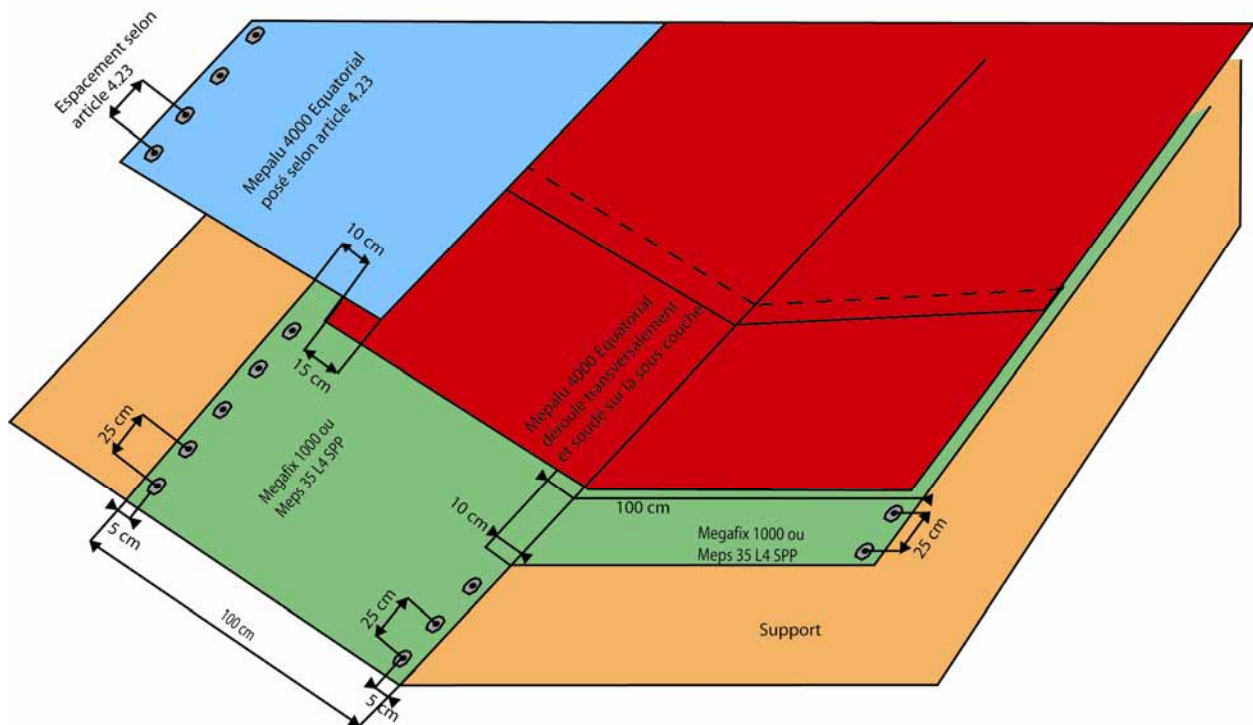 Espacement selon
article 4.23
Mepalu 4000 Equatorial
posé selon article 4.23
10 cm
15 cm
25 cm
Megafix 1000 ou
Meps 35 L4 SPP
5 cm
100 cm
25 cm
5 cm
10 cm
Mepalu 4000 Equatorial
deroule transversalement
et soudé sur la sous couche
100 cm
Megafix 1000 ou
Meps 35 L4 SPP
25 cm
Support